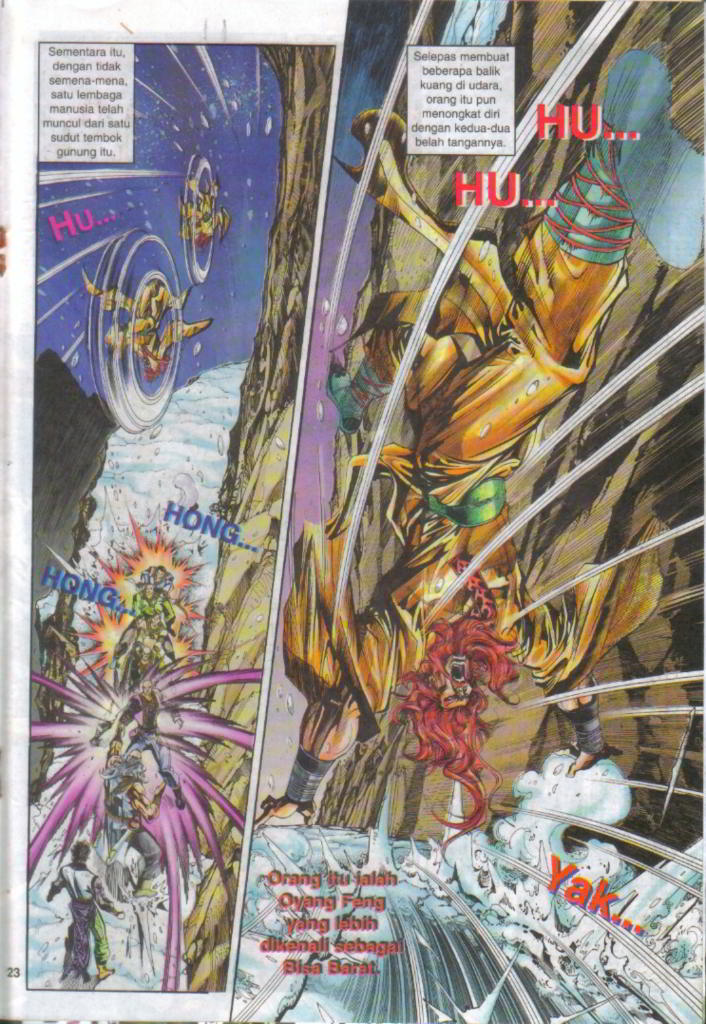 Sementara itu,
dengan tidak
semena-mena,
satu lembaga
manusia telah
muncul dari satu
sudut tembok
gunung itu.
HU...
HONG...
HONG...
Selepas membuat
beberapa balik
kuang di udara,
orang itu pun
menongkat diri
dengan kedua-dua
belah tangannya.
HU...
HU...
Yak...
Orang itu ialah
Oyang Feng
yang lebih
dikenali sebagai
Bisa Barat.
23